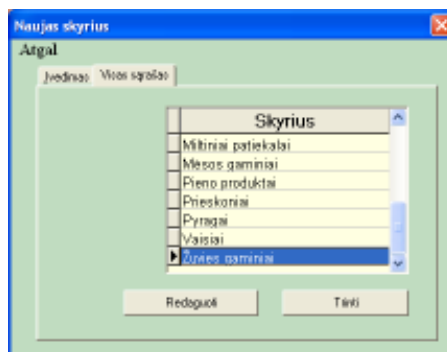 Naujas skyrius
Atgal
Įvedimas Visas sąrašas
Skyrius
Miltiniai patiekalai
Mėsos gaminiai
Pieno produktai
Prieskoniai
Pyragai
Vaisiai
Žuvies gaminiai
Redaguoti Trinti